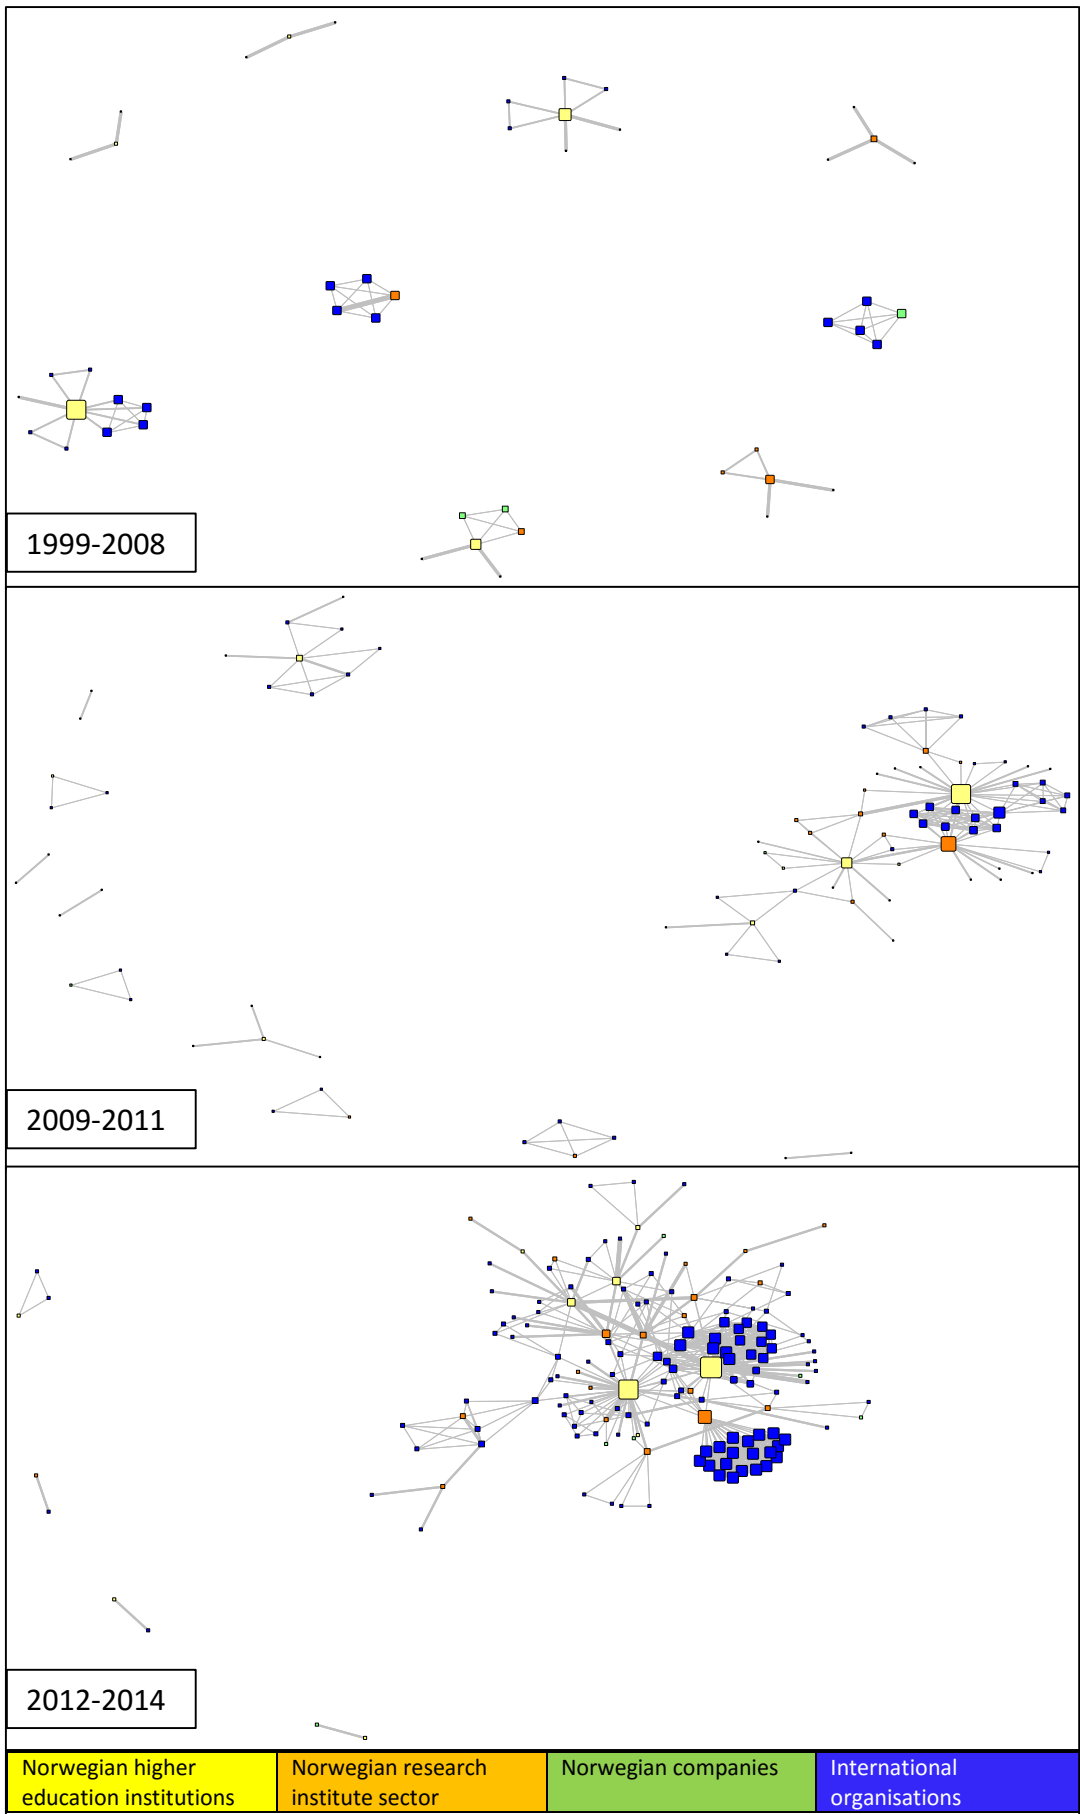 1999-2008
2009-2011
2012-2014
Norwegian higher
education institutions
Norwegian research
institute sector
Norwegian companies
International
organisations